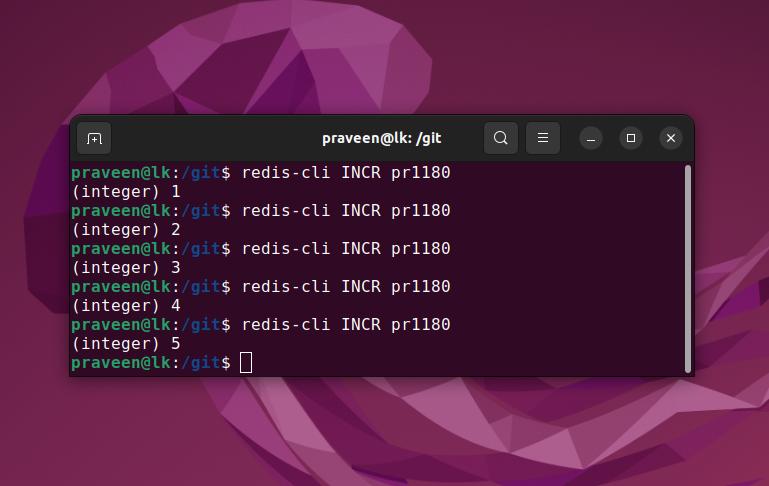 praveen@lk: /git
praveen@lk:/git$ redis-cli INCR pr1180
(integer) 1
praveen@lk:/git$ redis-cli INCR pr1180
(integer) 2
praveen@lk:/git$ redis-cli INCR pr1180
(integer) 3
praveen@lk:/git$ redis-cli INCR pr1180
(integer) 4
praveen@lk:/git$ redis-cli INCR pr1180
(integer) 5
praveen@lk:/git$